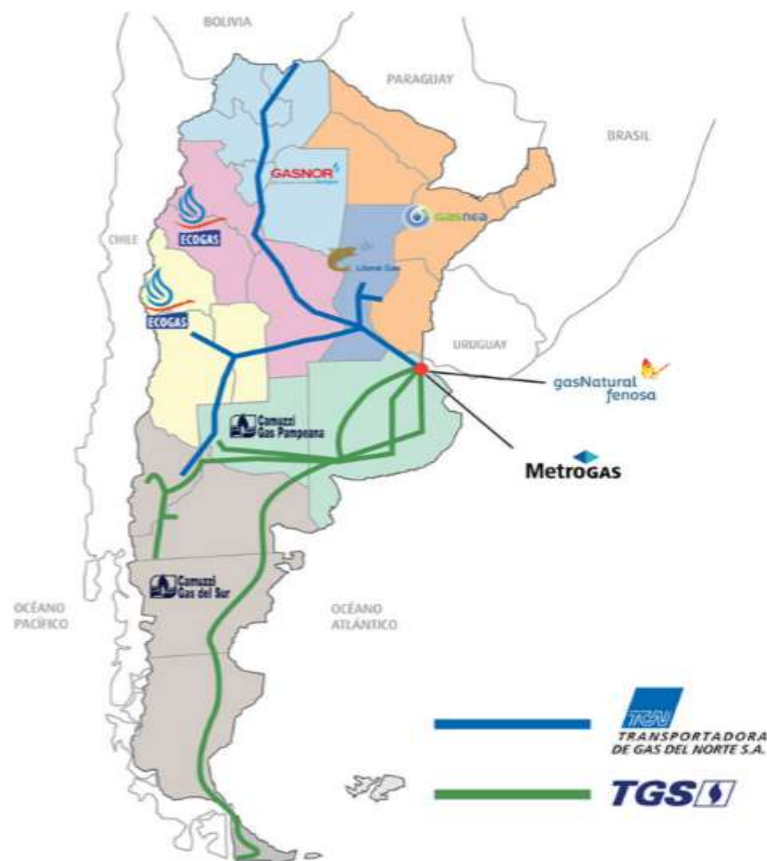 BOLIVIA
PARAGUAY
BRASIL
GASNOR
gasnea
ECOGAS
CHILE
Litoral Gas
ECOGAS
URUGUAY
gasNatural
fenosa
Camuzzi
Gas Pampeana
MetroGAS
Camuzzi
Gas del Sur
OCÉANO
PACÍFICO
OCÉANO
ATLÁNTICO
TGN
TRANSPORTADORA
DE GAS DEL NORTE S.A.
TGS